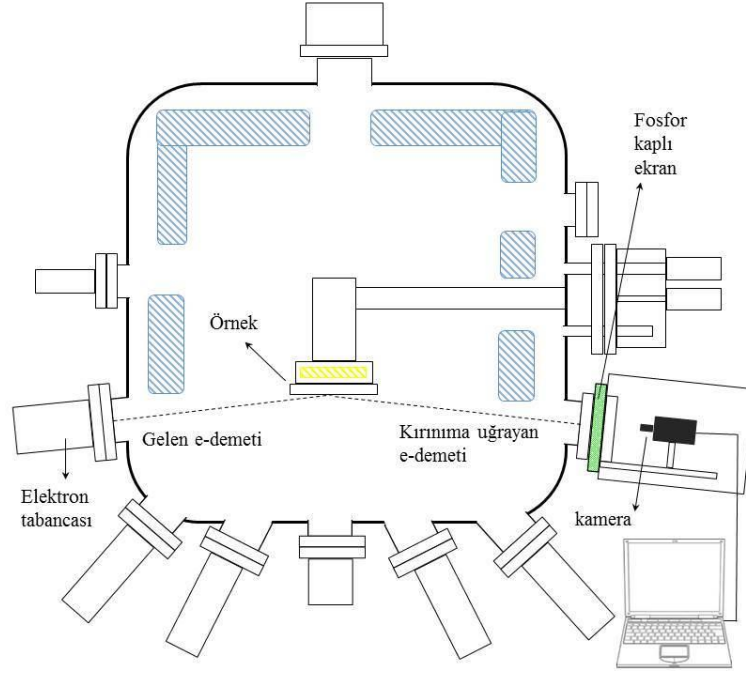 Fosfor
kaplı
ekran
Örnek
Gelen e-demeti
Kırınıma uğrayan
e-demeti
Elektron
tabancası
kamera